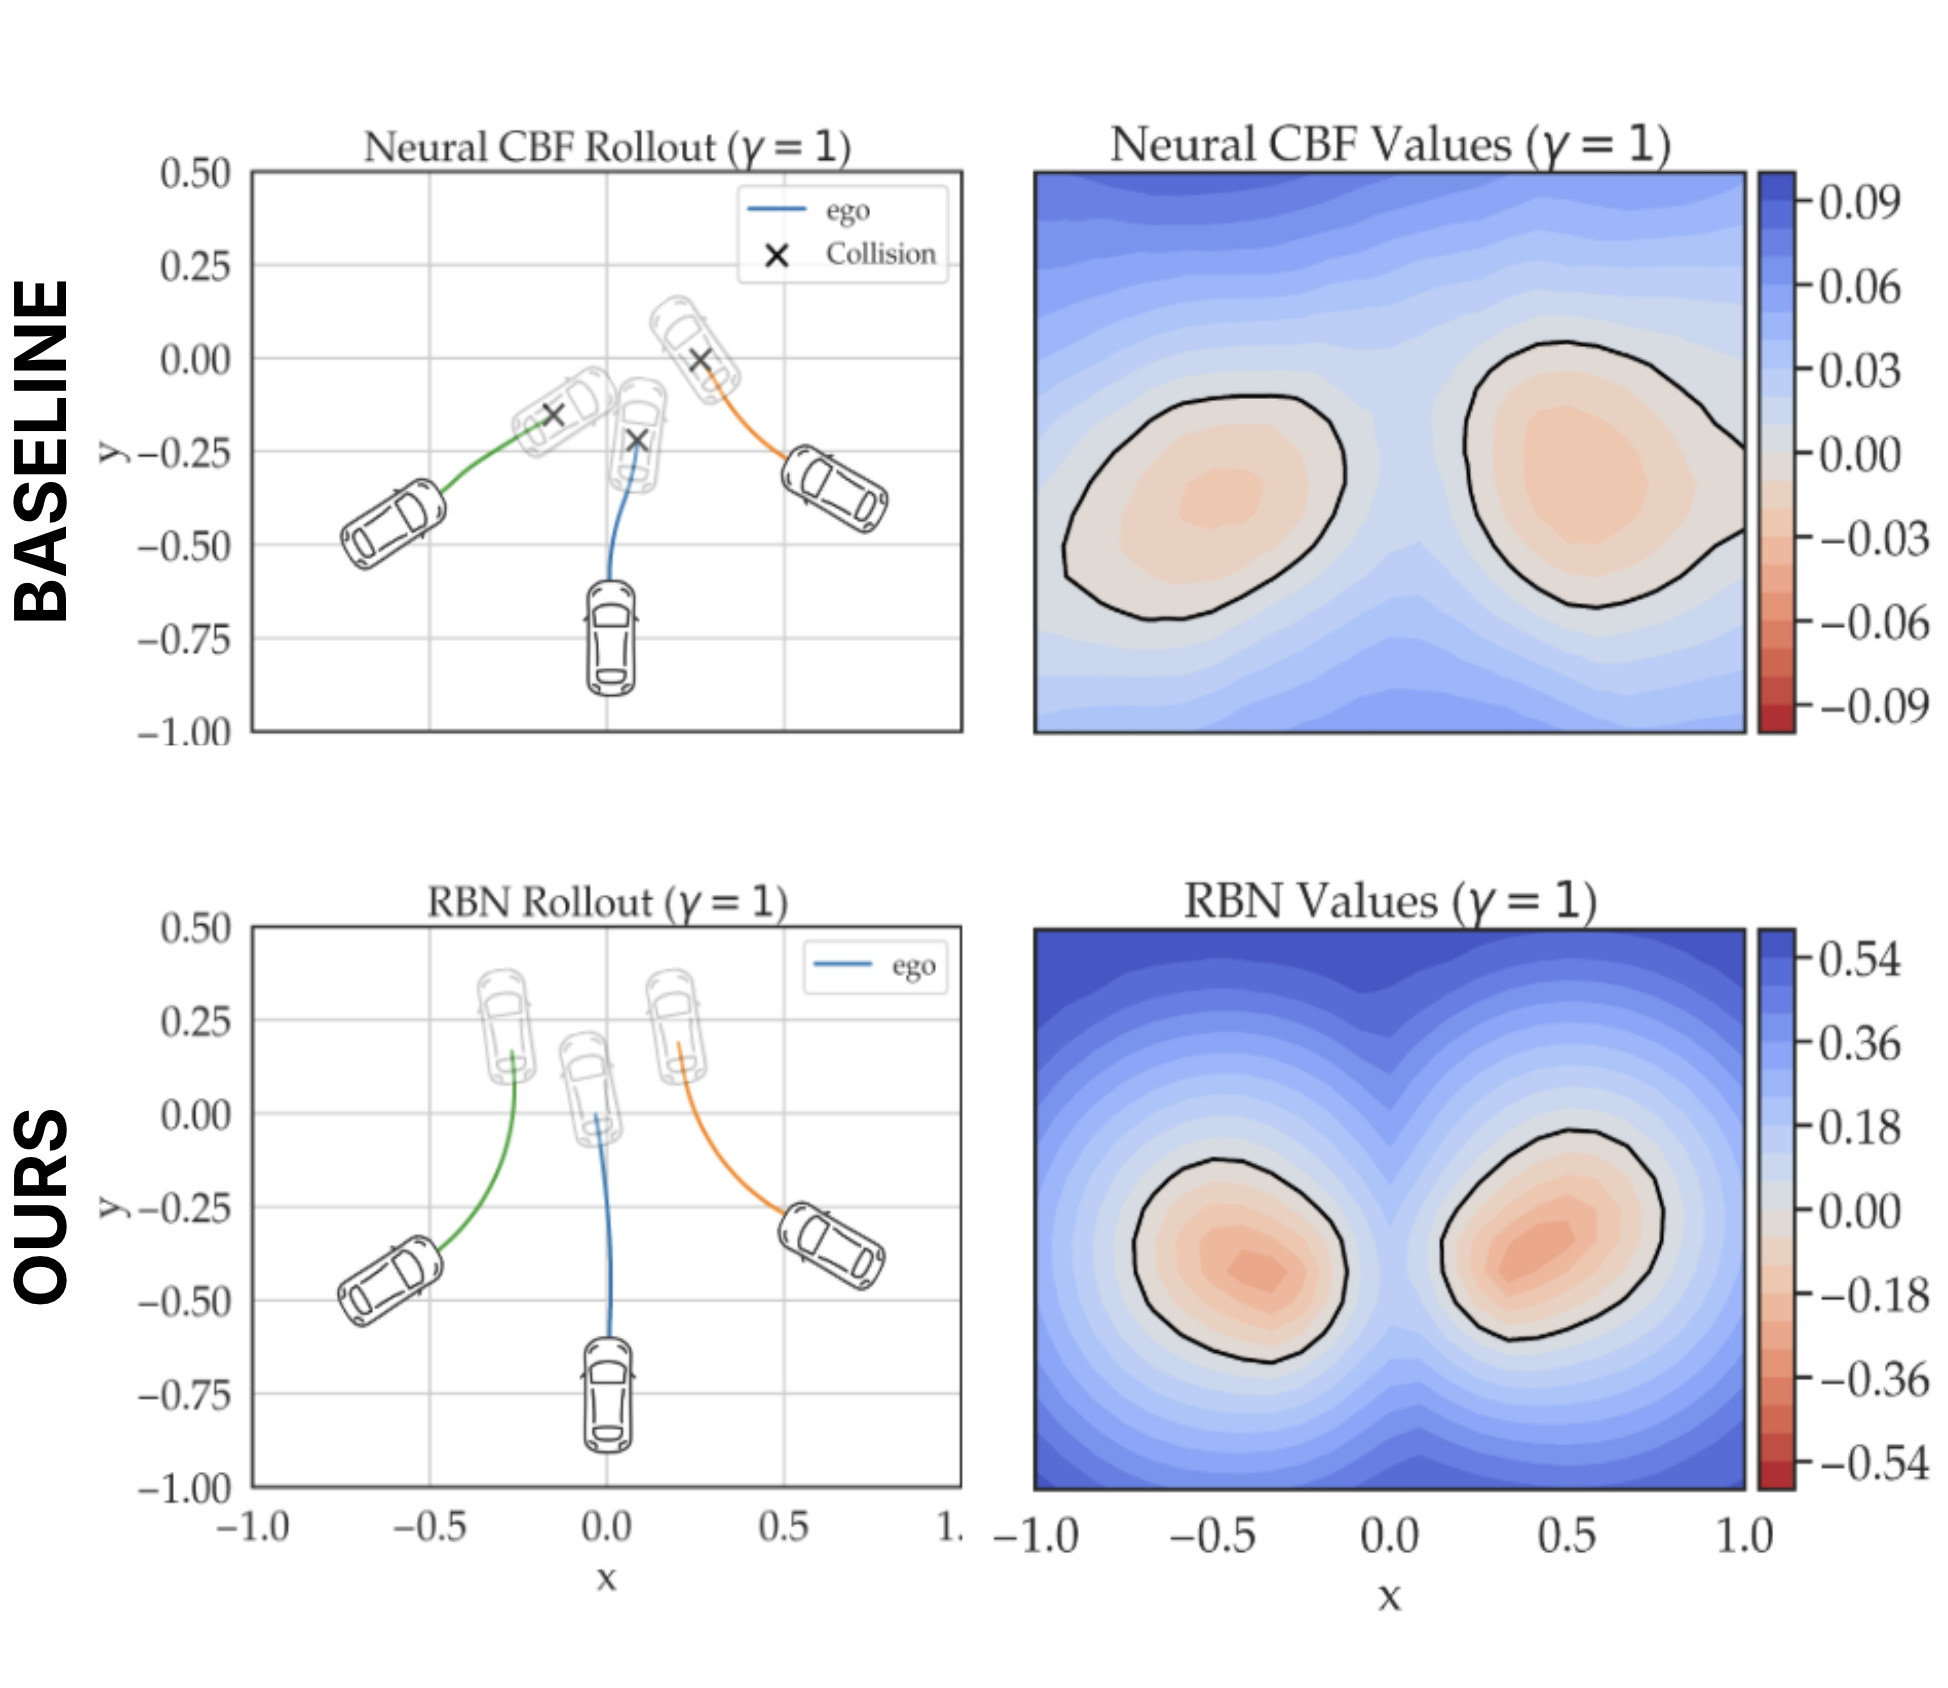 BASELINE
Neural CBF Rollout (γ = 1)
0.50
0.25
0.00
−0.25
−0.50
−0.75
−1.00
y
ego
Collision
Neural CBF Values (γ = 1)
0.09
0.06
0.03
0.00
−0.03
−0.06
−0.09
OURS
RBN Rollout (γ = 1)
0.50
0.25
0.00
−0.25
−0.50
−0.75
−1.00
y
ego
−1.0 −0.5 0.0 0.5 1.
x
RBN Values (γ = 1)
0.54
0.36
0.18
0.00
−0.18
−0.36
−0.54
−1.0 −0.5 0.0 0.5 1.0
x